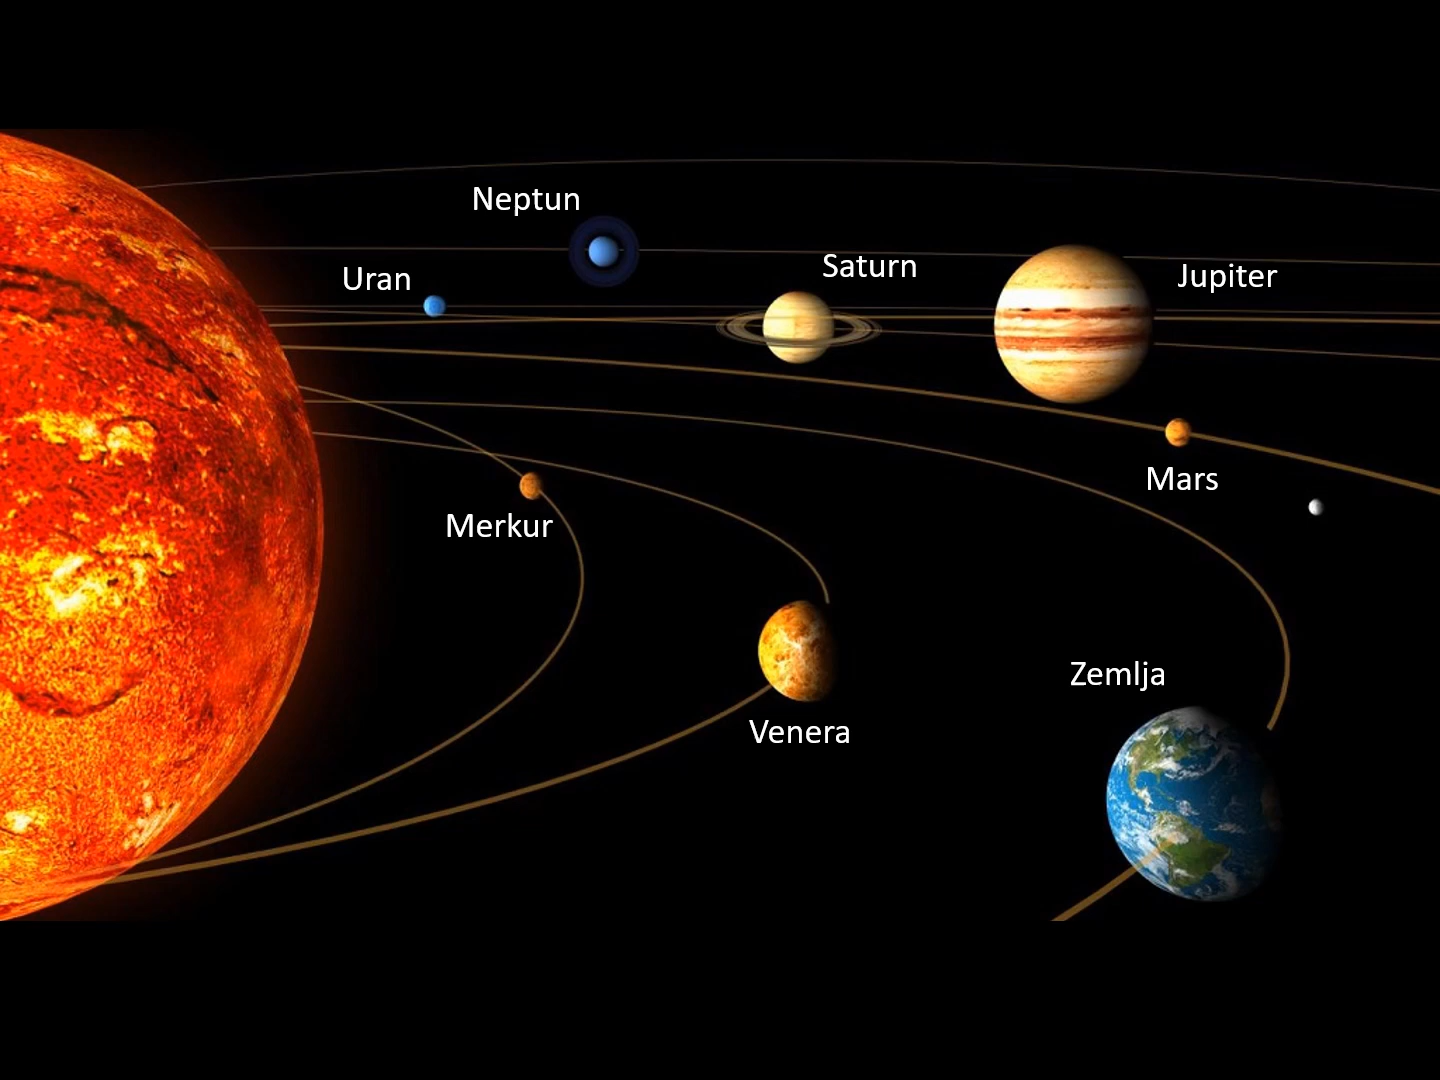 Neptun
Saturn
Jupiter
Uran
Mars
Merkur
Zemlja
Venera